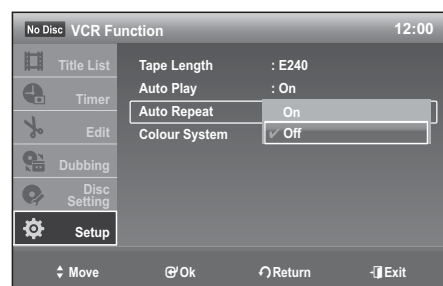 No Disc VCR Function 12:00
Title List
Timer
Edit
Dubbing
Disc
Setting
Setup
Tape Length : E240
Auto Play : On
Auto Repeat On
✔ Off
Colour System
Move Ok Return Exit